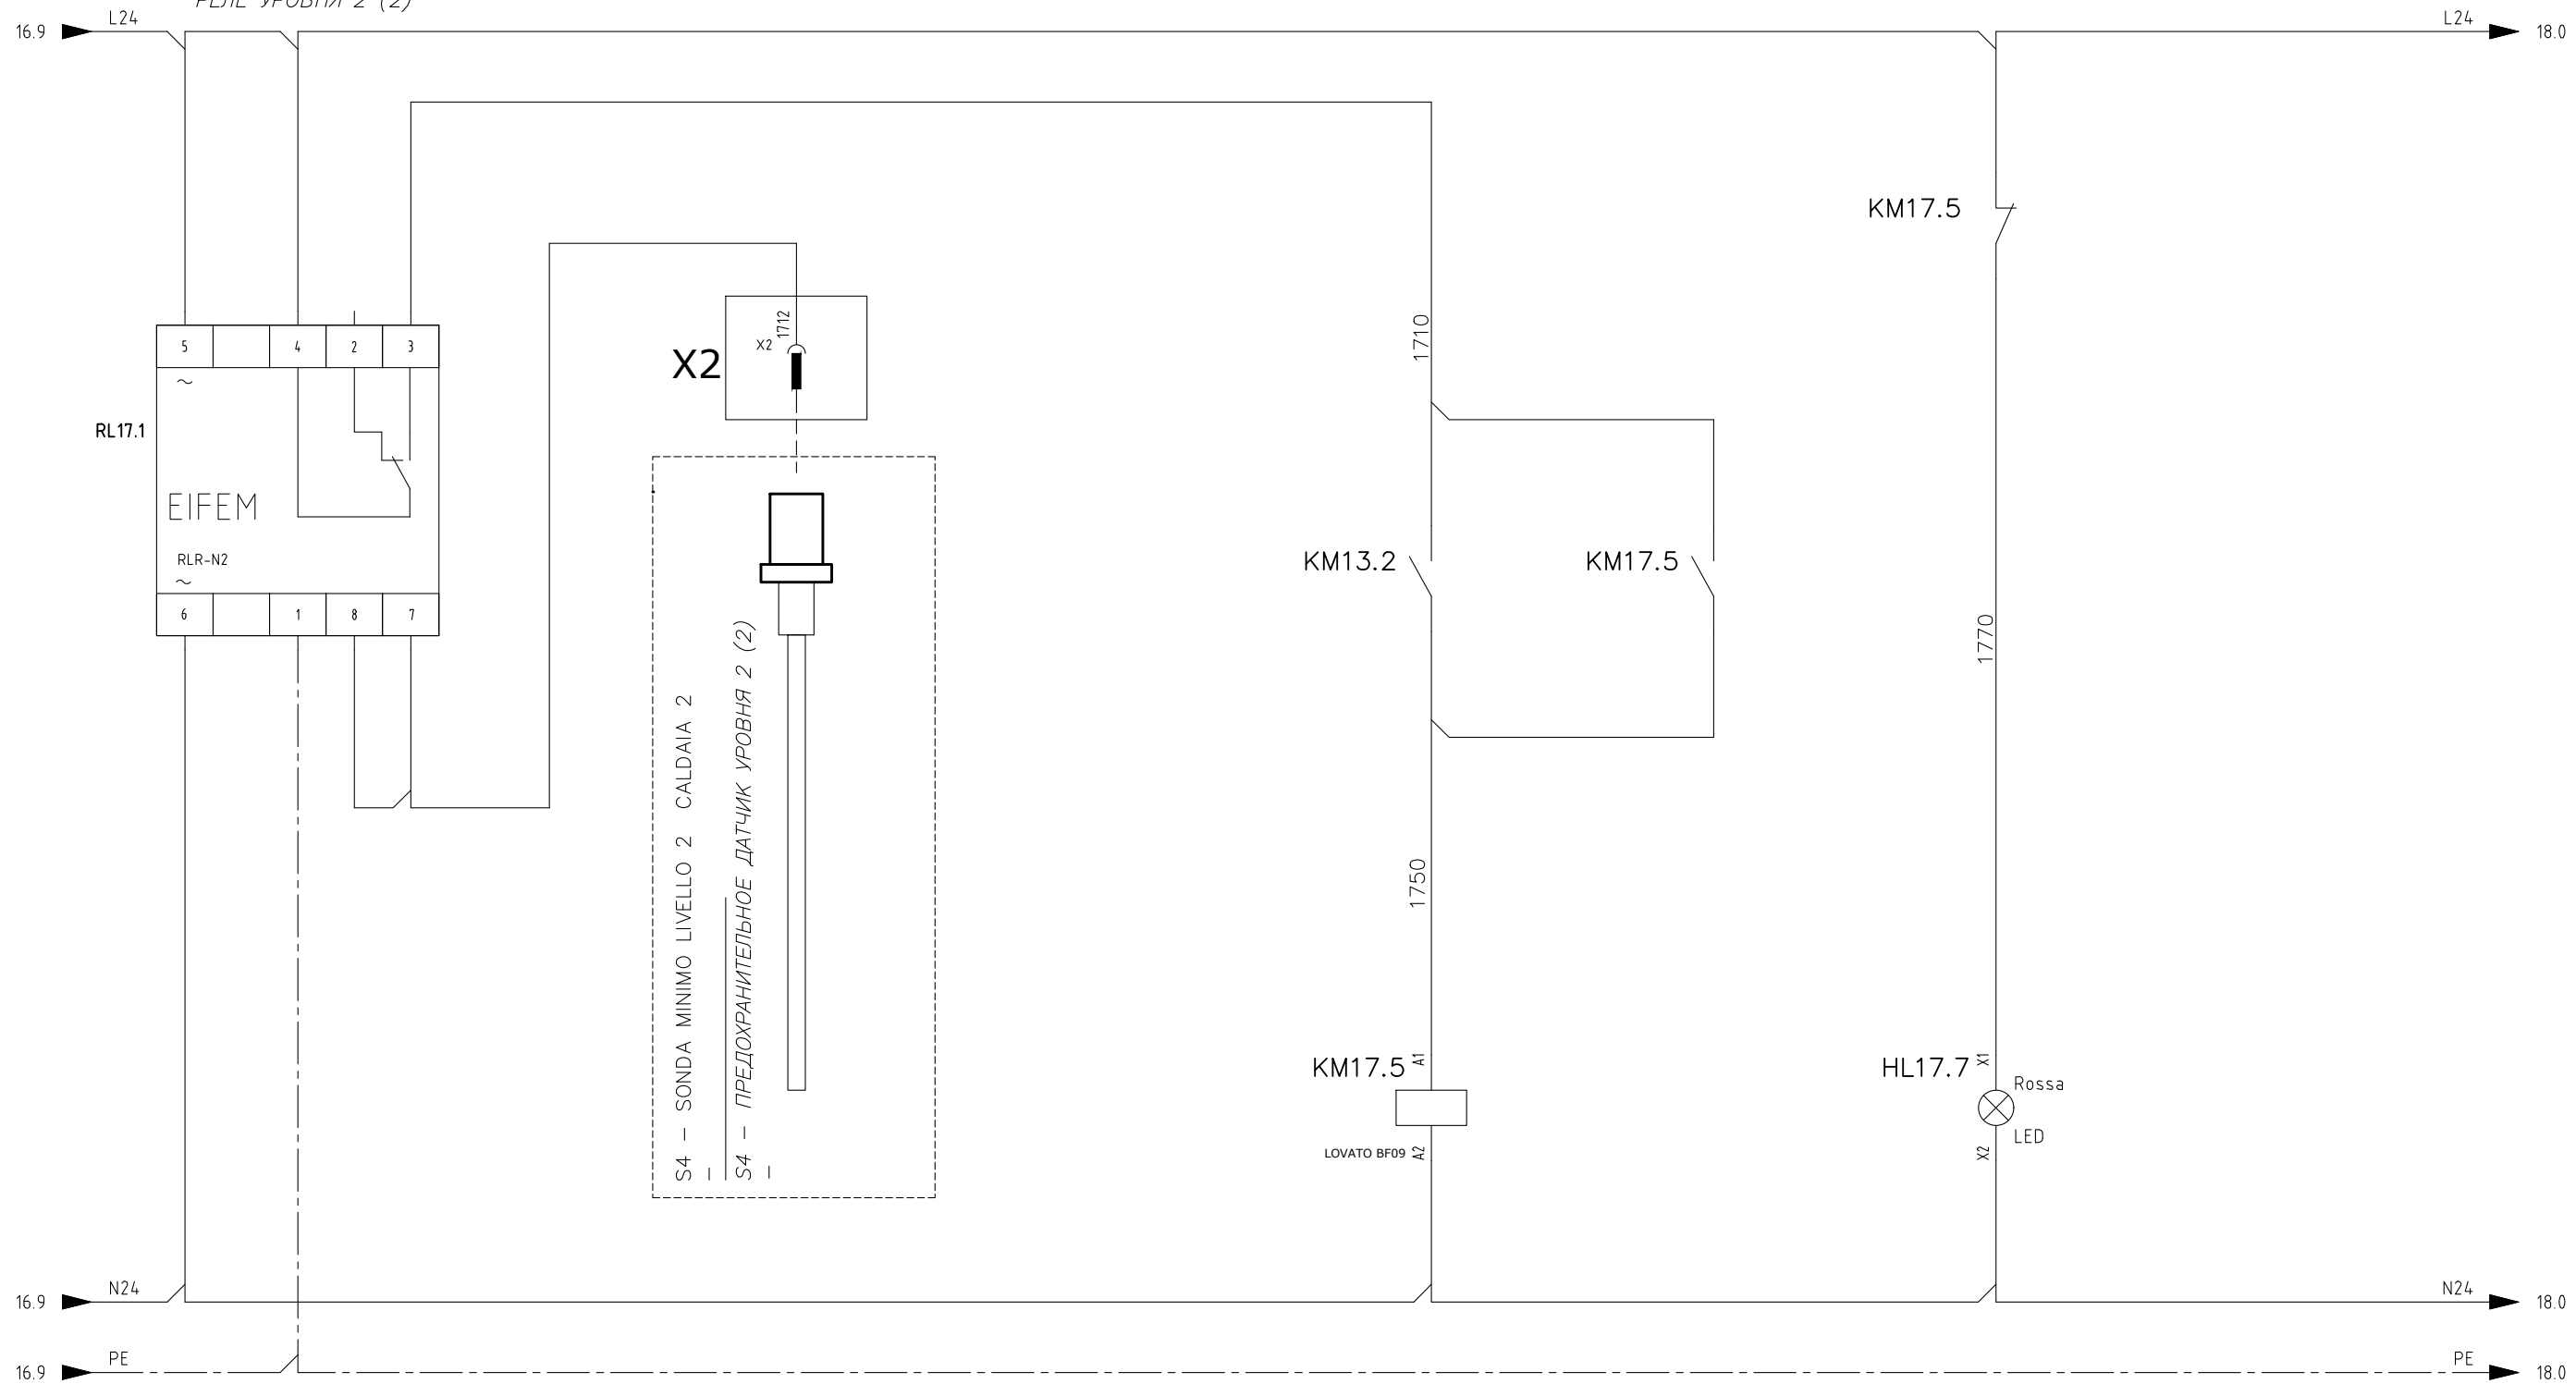 РЕЛЕ УРОВНЯ 2 (2)
L24
L24
16.9
18.0
KM17.5
1712
X2
X2
1710
5
4
2
3
RL17.1
EIFEM
RLR-N2
KM13.2
KM17.5
6
1
8
7
1770
S4 - SONDA MINIMO LIVELLO 2 CALDAIA 2
S4 - ПРЕДОХРАНИТЕЛЬНОЕ ДАТЧИК УРОВНЯ 2 (2)
1750
KM17.5
A1
HL17.7
X1
Rossa
LED
LOVATO BF09
A2
X2
N24
N24
16.9
18.0
PE
PE
16.9
18.0